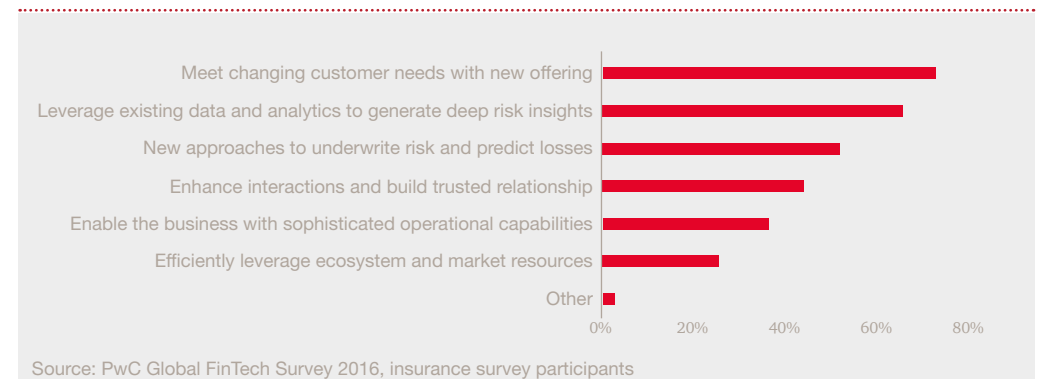 Meet changing customer needs with new offering
Leverage existing data and analytics to generate deep risk insights
New approaches to underwrite risk and predict losses
Enhance interactions and build trusted relationship
Enable the business with sophisticated operational capabilities
Efficiently leverage ecosystem and market resources
Other
0% 20% 40% 60% 80%
Source: PwC Global FinTech Survey 2016, insurance survey participants